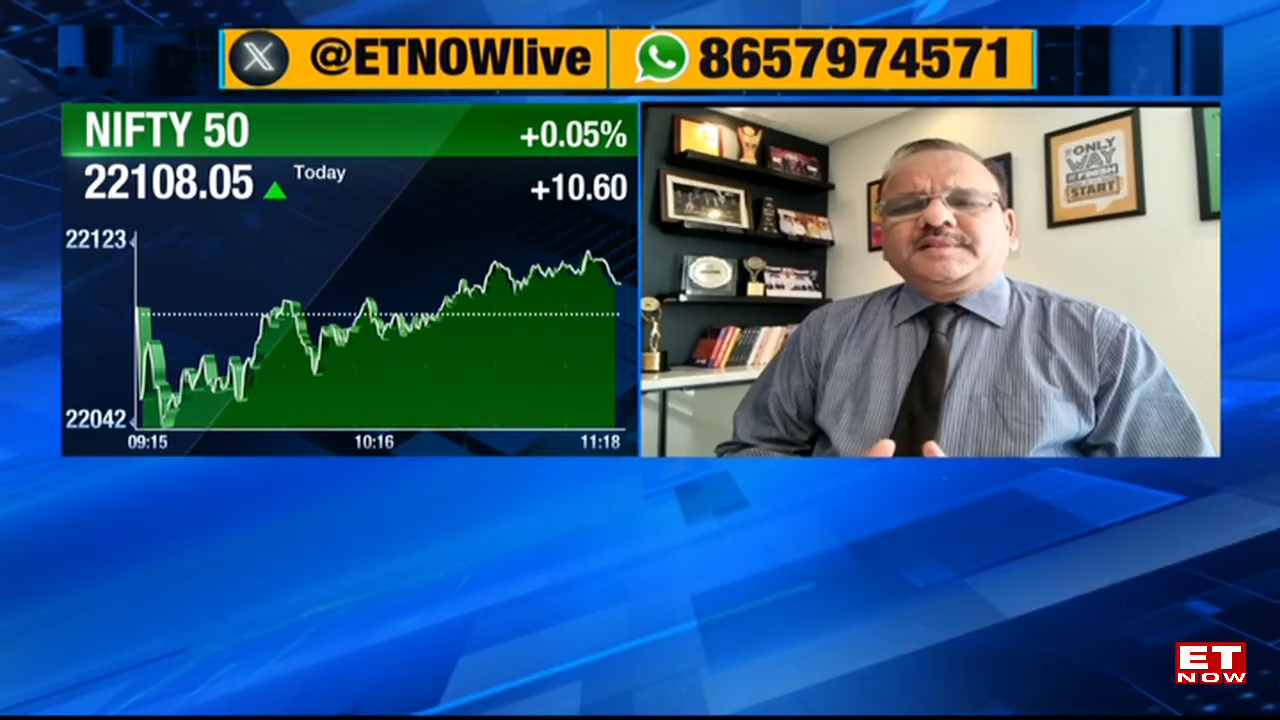 @ETNOWlive 8657974571
NIFTY 50 +0.05%
22108.05 Today +10.60
22123
22042
09:15 10:16 11:18
ONLY
WAY
FINISH
START
ET
NOW